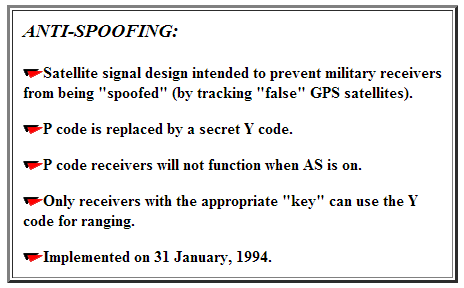 ANTI-SPOOFING:
Satellite signal design intended to prevent military receivers
from being "spoofed" (by tracking "false" GPS satellites).
P code is replaced by a secret Y code.
P code receivers will not function when AS is on.
Only receivers with the appropriate "key" can use the Y
code for ranging.
Implemented on 31 January, 1994.